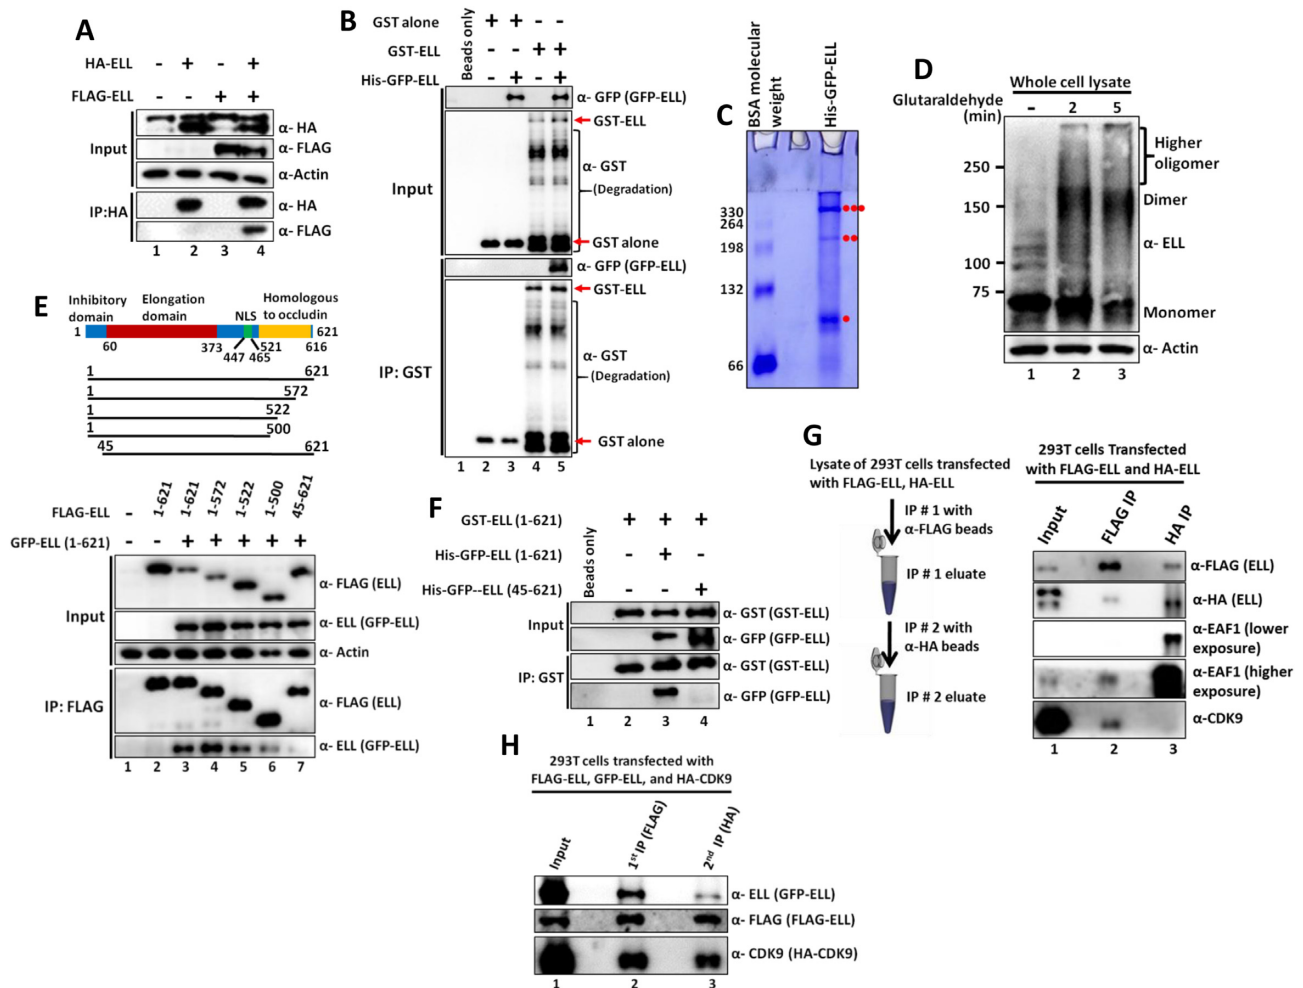 A
HA-ELL - + - +
FLAG-ELL - - + +
Input
α- HA
α- FLAG
α-Actin
IP:HA
α- HA
α- FLAG
1 2 3 4
B
Beads only
GST alone + + - -
GST-ELL - - + +
His-GFP-ELL - + - +
Input
α- GFP (GFP-ELL)
GST-ELL
α- GST
(Degradation)
GST alone
IP: GST
α- GFP (GFP-ELL)
GST-ELL
α- GST
(Degradation)
GST alone
1 2 3 4 5
C
BSA molecular
weight
His-GFP-ELL
330
264
198
132
66
D
Whole cell lysate
Glutaraldehyde
(min)
- 2 5
250
150
100
75
Higher
oligomer
Dimer
α- ELL
Monomer
α- Actin
1 2 3
E
Inhibitory
domain
Elongation
domain
NLS
Homologous
to occludin
1 621
60 373 447 465 521 616
1 621
1 572
1 522
1 500
45 621
FLAG-ELL - 1-621 1-621 1-572 1-522 1-500 45-621
GFP-ELL (1-621) - - + + + + +
Input
α- FLAG (ELL)
α- ELL (GFP-ELL)
α- Actin
IP: FLAG
α- FLAG (ELL)
α- ELL (GFP-ELL)
1 2 3 4 5 6 7
F
Beads only
GST-ELL (1-621) + + +
His-GFP-ELL (1-621) - + -
His-GFP--ELL (45-621) - - +
Input
α- GST (GST-ELL)
α- GFP (GFP-ELL)
IP: GST
α- GST (GST-ELL)
α- GFP (GFP-ELL)
1 2 3 4
G
Lysate of 293T cells transfected
with FLAG-ELL, HA-ELL
IP # 1 with
α-FLAG beads
IP # 1 eluate
IP # 2 with
α-HA beads
IP # 2 eluate
293T cells Transfected
with FLAG-ELL and HA-ELL
Input
FLAG IP
HA IP
α-FLAG (ELL)
α-HA (ELL)
α-EAF1 (lower
exposure)
α-EAF1 (higher
exposure)
α-CDK9
1 2 3
H
293T cells transfected with
FLAG-ELL, GFP-ELL, and HA-CDK9
Input
1st IP (FLAG)
2nd IP (HA)
α- ELL (GFP-ELL)
α- FLAG (FLAG-ELL)
α- CDK9 (HA-CDK9)
1 2 3